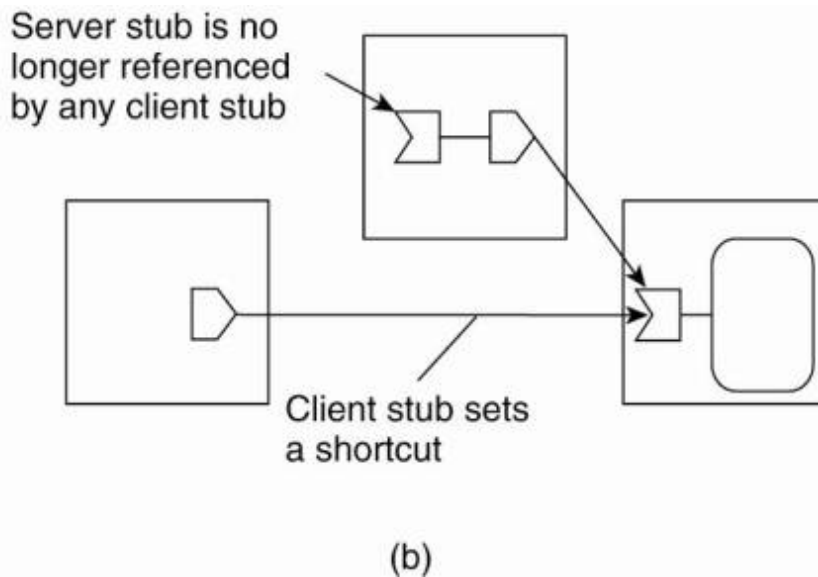 Server stub is no
longer referenced
by any client stub
Client stub sets
a shortcut
(b)